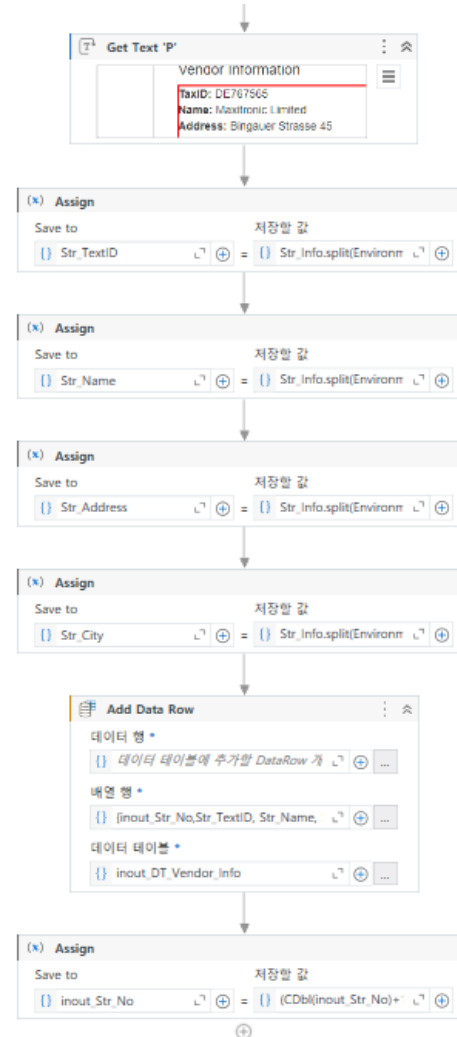 Get Text 'P'
Vendor Information
TaxID: DE767565
Name: Maxitronic Limited
Address: Bingauer Strasse 45
(x) Assign
Save to 저장할 값
{} Str_TextID = {} Str_Info.split(Environm
(x) Assign
Save to 저장할 값
{} Str_Name = {} Str_Info.split(Environm
(x) Assign
Save to 저장할 값
{} Str_Address = {} Str_Info.split(Environm
(x) Assign
Save to 저장할 값
{} Str_City = {} Str_Info.split(Environm
Add Data Row
데이터 행 *
{} 데이터 테이블에 추가할 DataRow 개 ...
배열 행 *
{} {inout_Str_No,Str_TextID, Str_Name, ...
데이터 테이블 *
{} inout_DT_Vendor_Info ...
(x) Assign
Save to 저장할 값
{} inout_Str_No = {} (CDbl(inout_Str_No)+